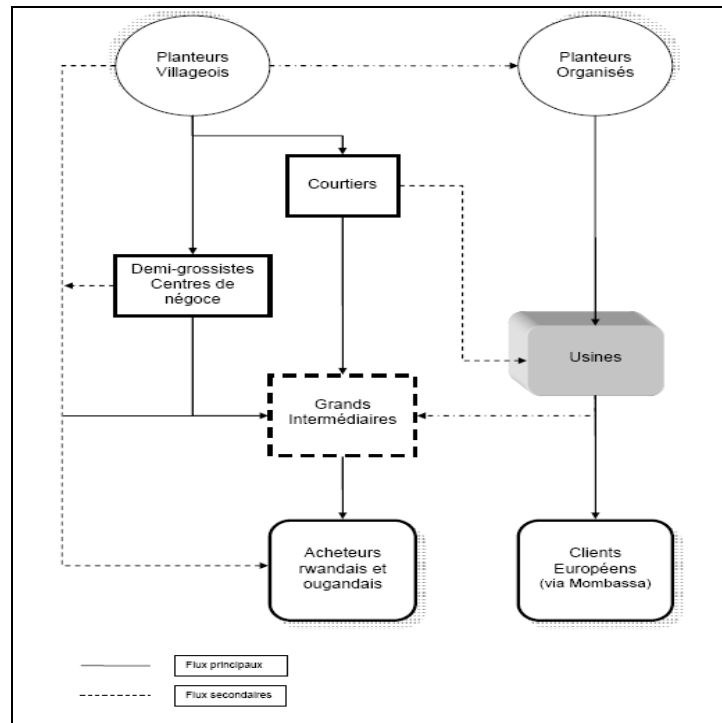 Planteurs
Villageois
Planteurs
Organisés
Courtiers
Demi-grossistes
Centres de
négoce
Usines
Grands
Intermédiaires
Acheteurs
rwandais et
ougandais
Clients
Européens
(via Mombassa)
Flux principaux
Flux secondaires